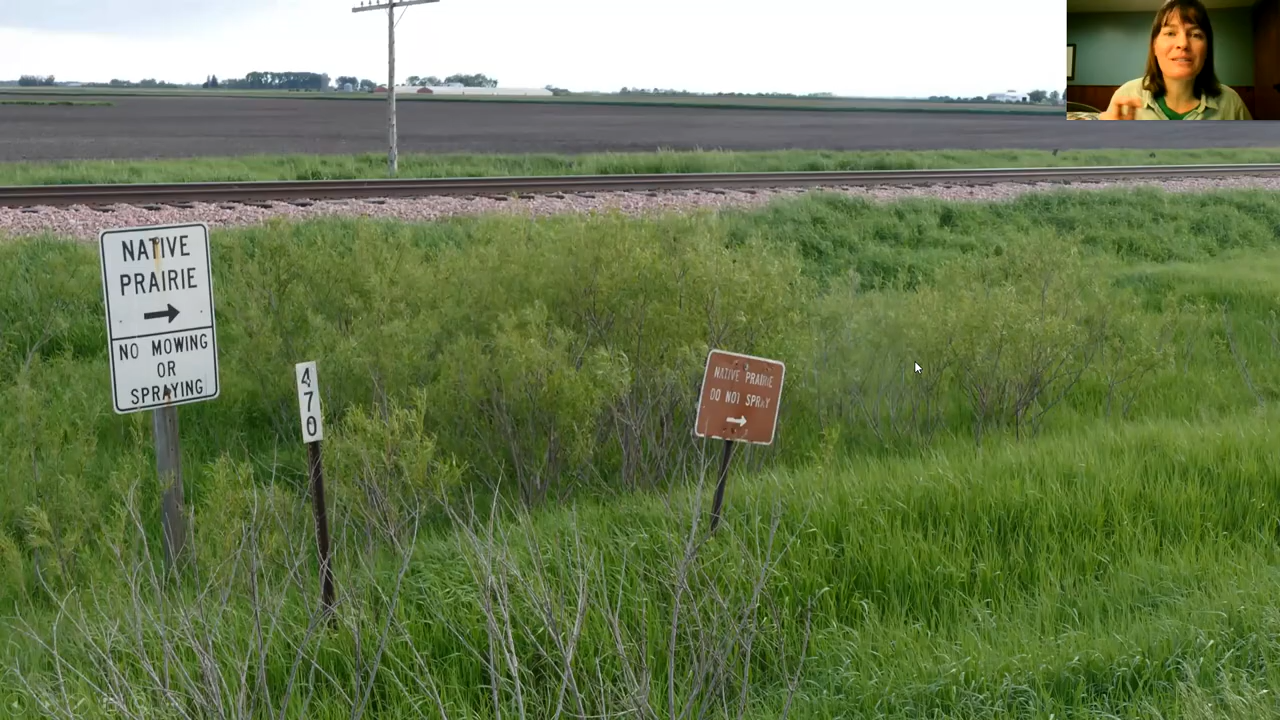 NATIVE
PRAIRIE
NO MOWING
OR
SPRAYING
470
NATIVE PRAIRIE
DO NOT SPRAY